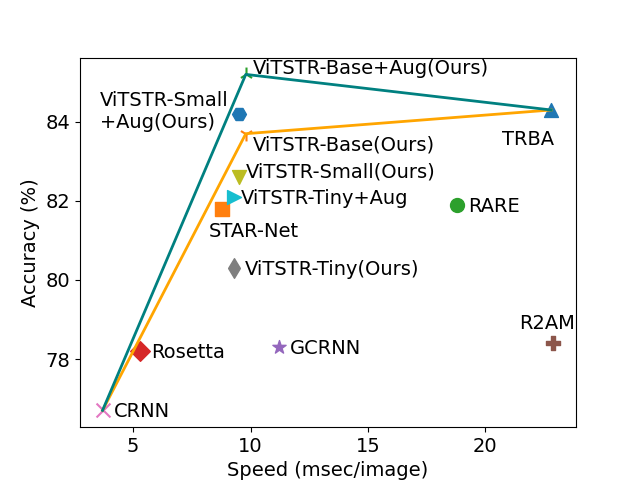 ViTSTR-Base+Aug(Ours)
ViTSTR-Small
+Aug(Ours)
84
TRBA
ViTSTR-Base(Ours)
ViTSTR-Small(Ours)
82
ViTSTR-Tiny+Aug
RARE
STAR-Net
Accuracy (%)
80
ViTSTR-Tiny(Ours)
R2AM
78
Rosetta
GCRNN
CRNN
5
10
15
20
Speed (msec/image)